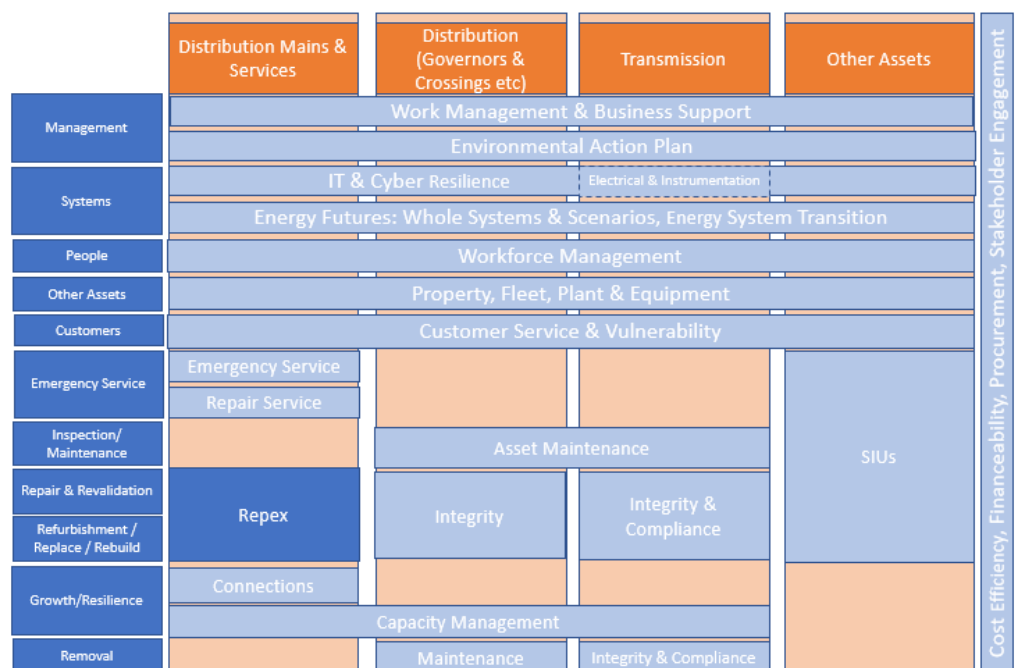 Distribution Mains &
Services
Distribution
(Governors &
Crossings etc)
Transmission
Other Assets
Cost Efficiency, Financeability, Procurement, Stakeholder Engagement
Management
Work Management & Business Support
Environmental Action Plan
Systems
IT & Cyber Resilience
Electrical & Instrumentation
Energy Futures: Whole Systems & Scenarios, Energy System Transition
People
Workforce Management
Other Assets
Property, Fleet, Plant & Equipment
Customers
Customer Service & Vulnerability
Emergency Service
Emergency Service
Repair Service
Inspection/
Maintenance
Asset Maintenance
SIUs
Repair & Revalidation
Refurbishment /
Replace / Rebuild
Repex
Integrity
Integrity &
Compliance
Growth/Resilience
Connections
Capacity Management
Removal
Maintenance
Integrity & Compliance